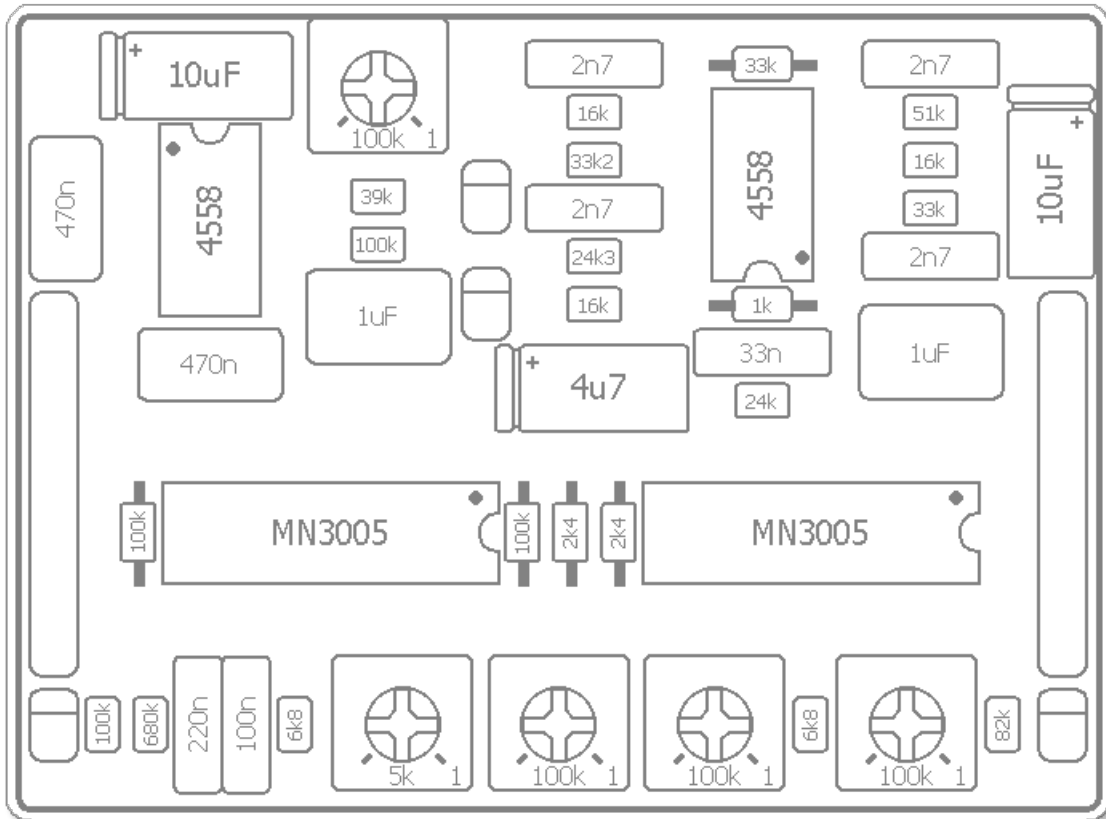 +
10uF
100k 1
2n7
33k
2n7
16k
51k
+
470n
4558
33k2
4558
16k
10uF
39k
2n7
33k
100k
24k3
2n7
1uF
16k
1k
470n
+
4u7
33n
1uF
24k
100k
MN3005
100k
2k4
2k4
MN3005
100k
680k
220n
100n
6k8
5k 1
100k 1
100k 1
6k8
100k 1
82k